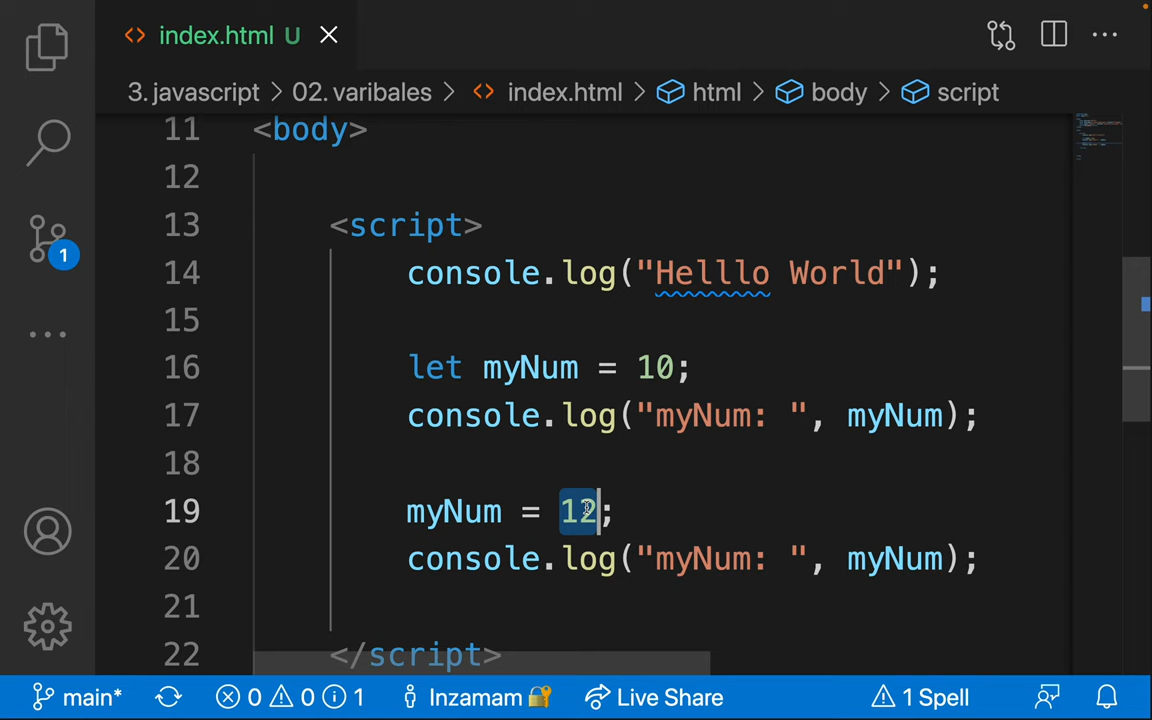 index.html U
3. javascript > 02. varibales > index.html > html > body > script
11 <body>
12
13 <script>
14 console.log("Helllo World");
15
16 let myNum = 10;
17 console.log("myNum: ", myNum);
18
19 myNum = 12;
20 console.log("myNum: ", myNum);
21
22 </script>
1
main* 0 0 1 Inzamam Live Share 1 Spell